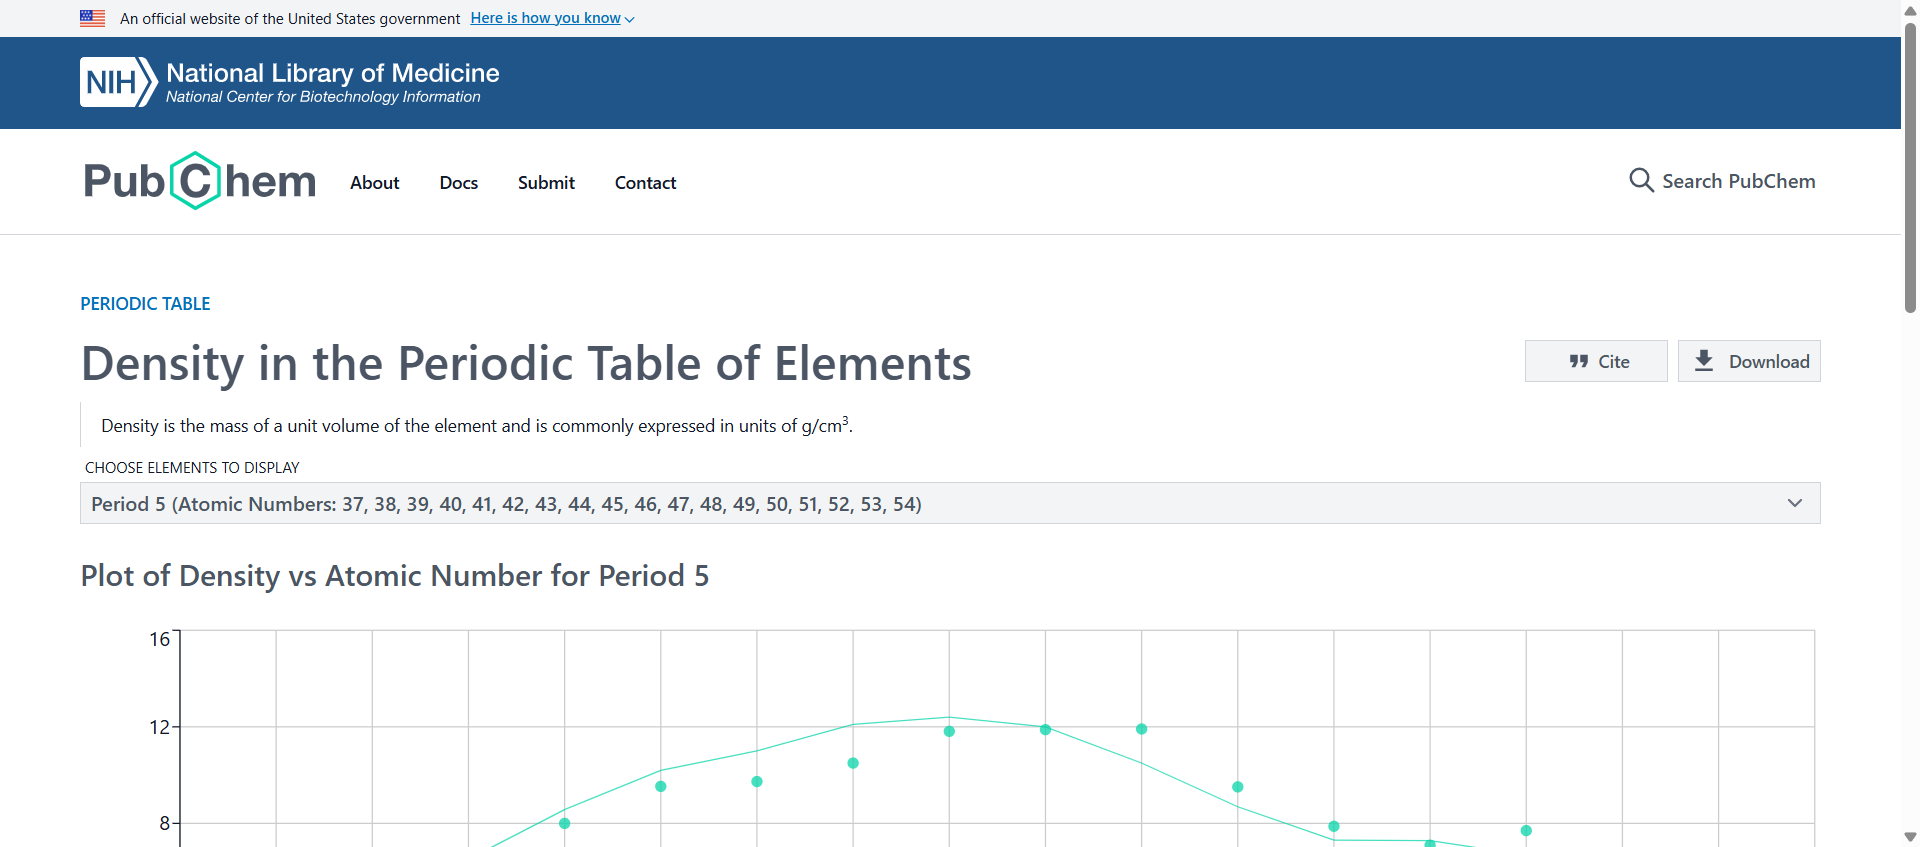 An official website of the United States government Here is how you know
NIH National Library of Medicine
National Center for Biotechnology Information
PubChem About Docs Submit Contact Search PubChem
PERIODIC TABLE
Density in the Periodic Table of Elements
Cite Download
Density is the mass of a unit volume of the element and is commonly expressed in units of g/cm³.
CHOOSE ELEMENTS TO DISPLAY
Period 5 (Atomic Numbers: 37, 38, 39, 40, 41, 42, 43, 44, 45, 46, 47, 48, 49, 50, 51, 52, 53, 54)
Plot of Density vs Atomic Number for Period 5
16
12
8